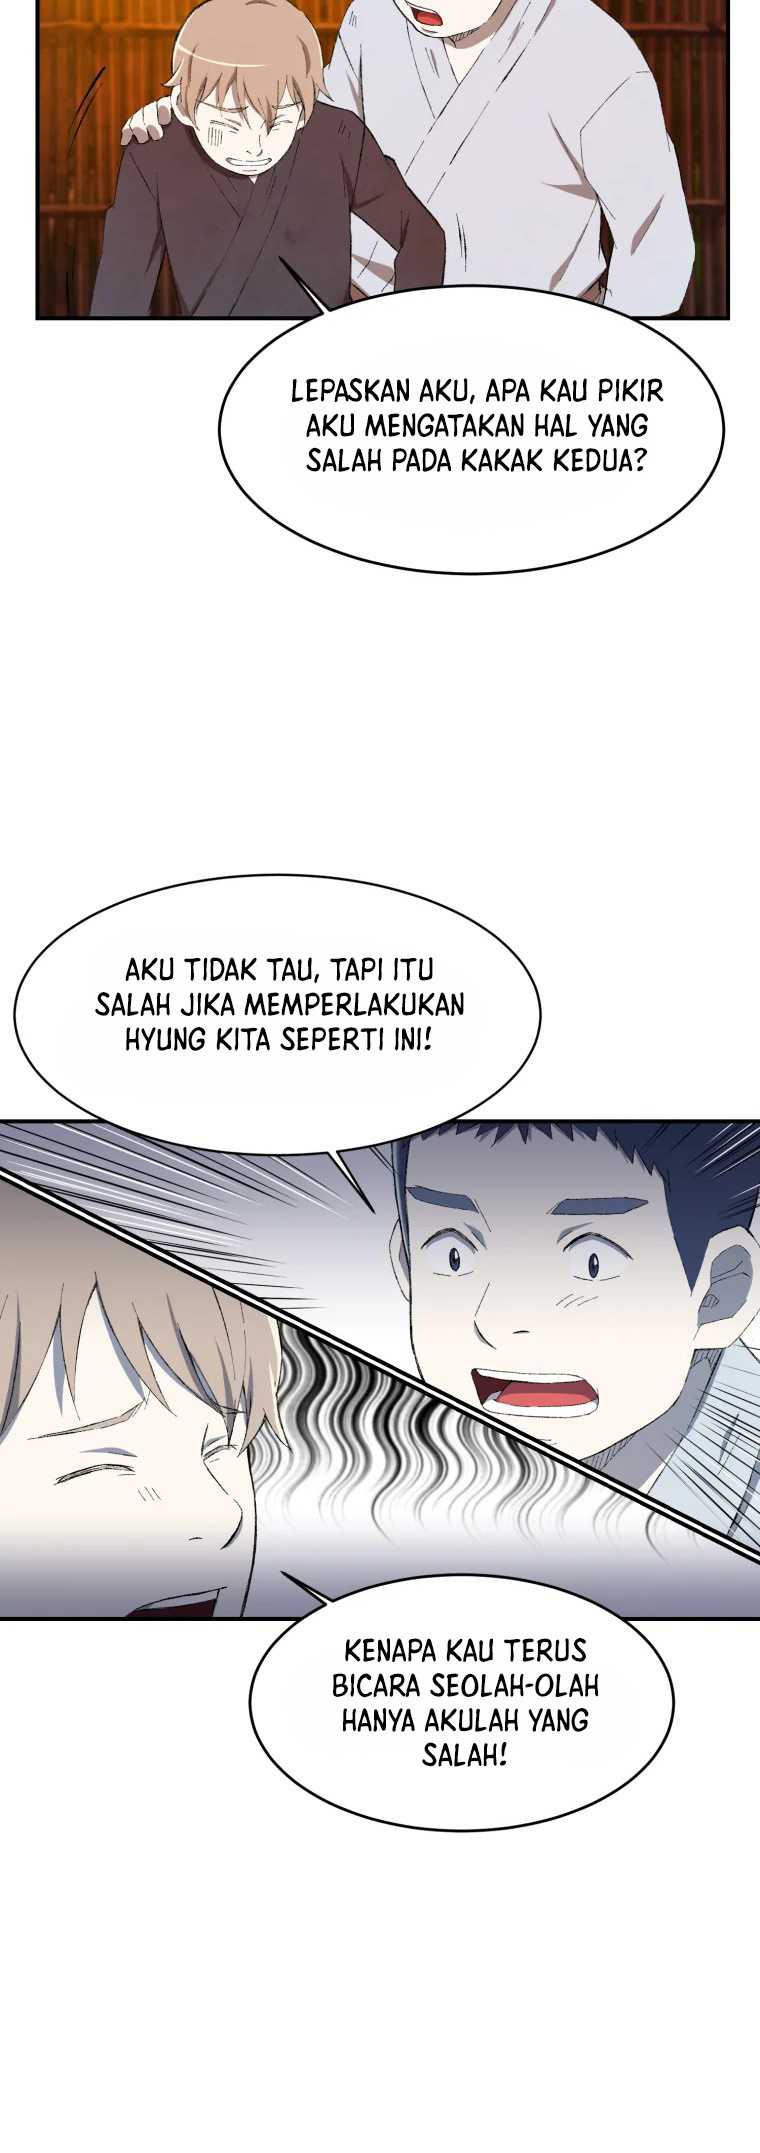 LEPASKAN AKU, APA KAU PIKIR
AKU MENGATAKAN HAL YANG
SALAH PADA KAKAK KEDUA?
AKU TIDAK TAU, TAPI ITU
SALAH JIKA MEMPERLAKUKAN
HYUNG KITA SEPERTI INI!
KENAPA KAU TERUS
BICARA SEOLAH-OLAH
HANYA AKULAH YANG
SALAH!